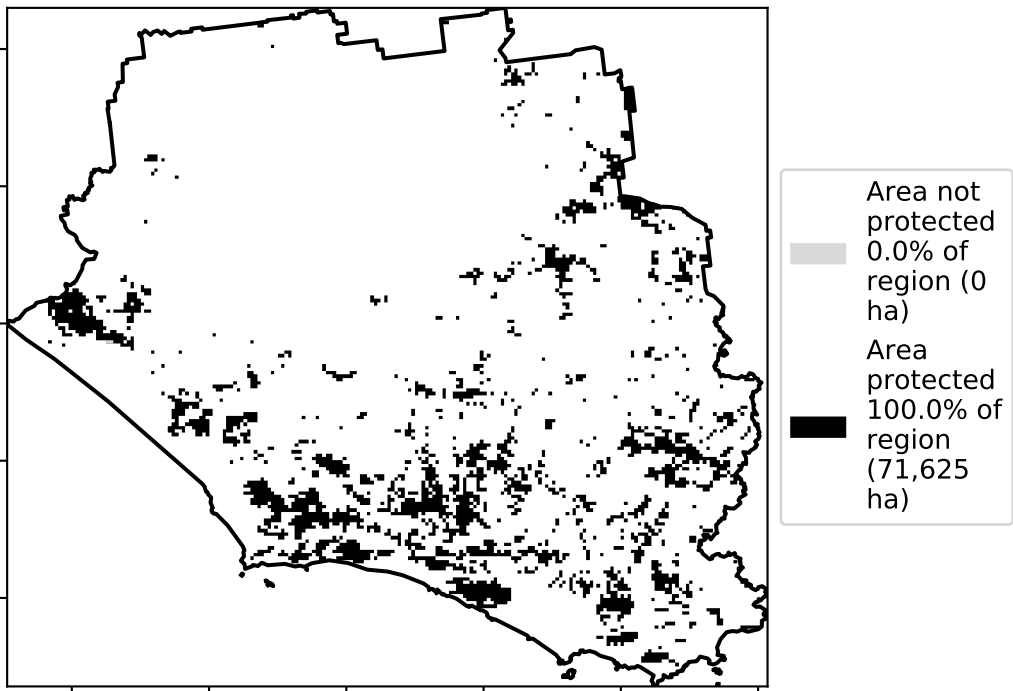 Area not
protected
0.0% of
region (0
ha)
Area
protected
100.0% of
region
(71,625
ha)